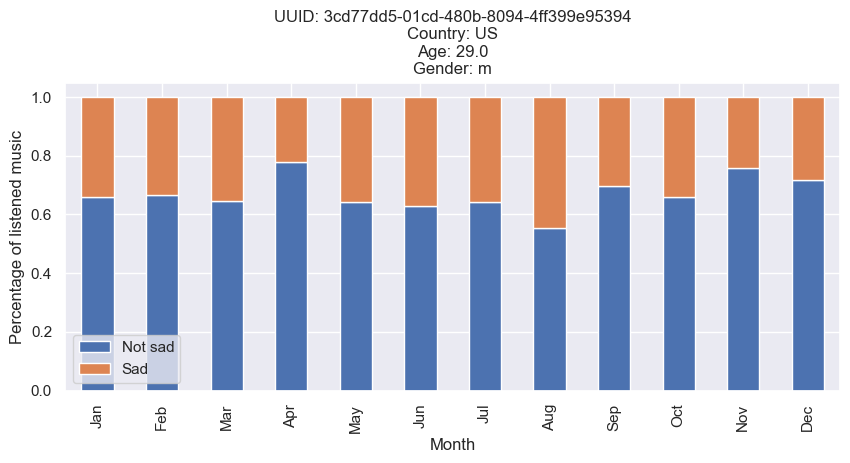 UUID: 3cd77dd5-01cd-480b-8094-4ff399e95394
Country: US
Age: 29.0
Gender: m
Percentage of listened music
1.0
0.8
0.6
0.4
0.2
0.0
Not sad
Sad
Jan
Feb
Mar
Apr
May
Jun
Jul
Aug
Sep
Oct
Nov
Dec
Month